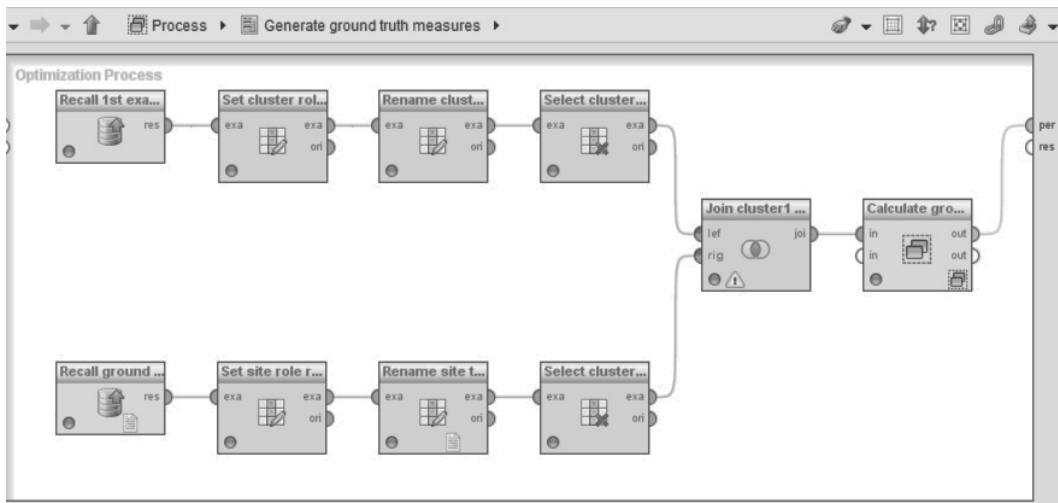 Process Generate ground truth measures
Optimization Process
Recall 1st exa...
res
Set cluster rol...
exa exa
ori
Rename clust...
exa exa
ori
Select cluster...
exa exa
ori
per
res
Join cluster1 ...
lef joi
rig
Calculate gro...
in out
in out
Recall ground ...
res
Set site role r...
exa exa
ori
Rename site t...
exa exa
ori
Select cluster...
exa exa
ori